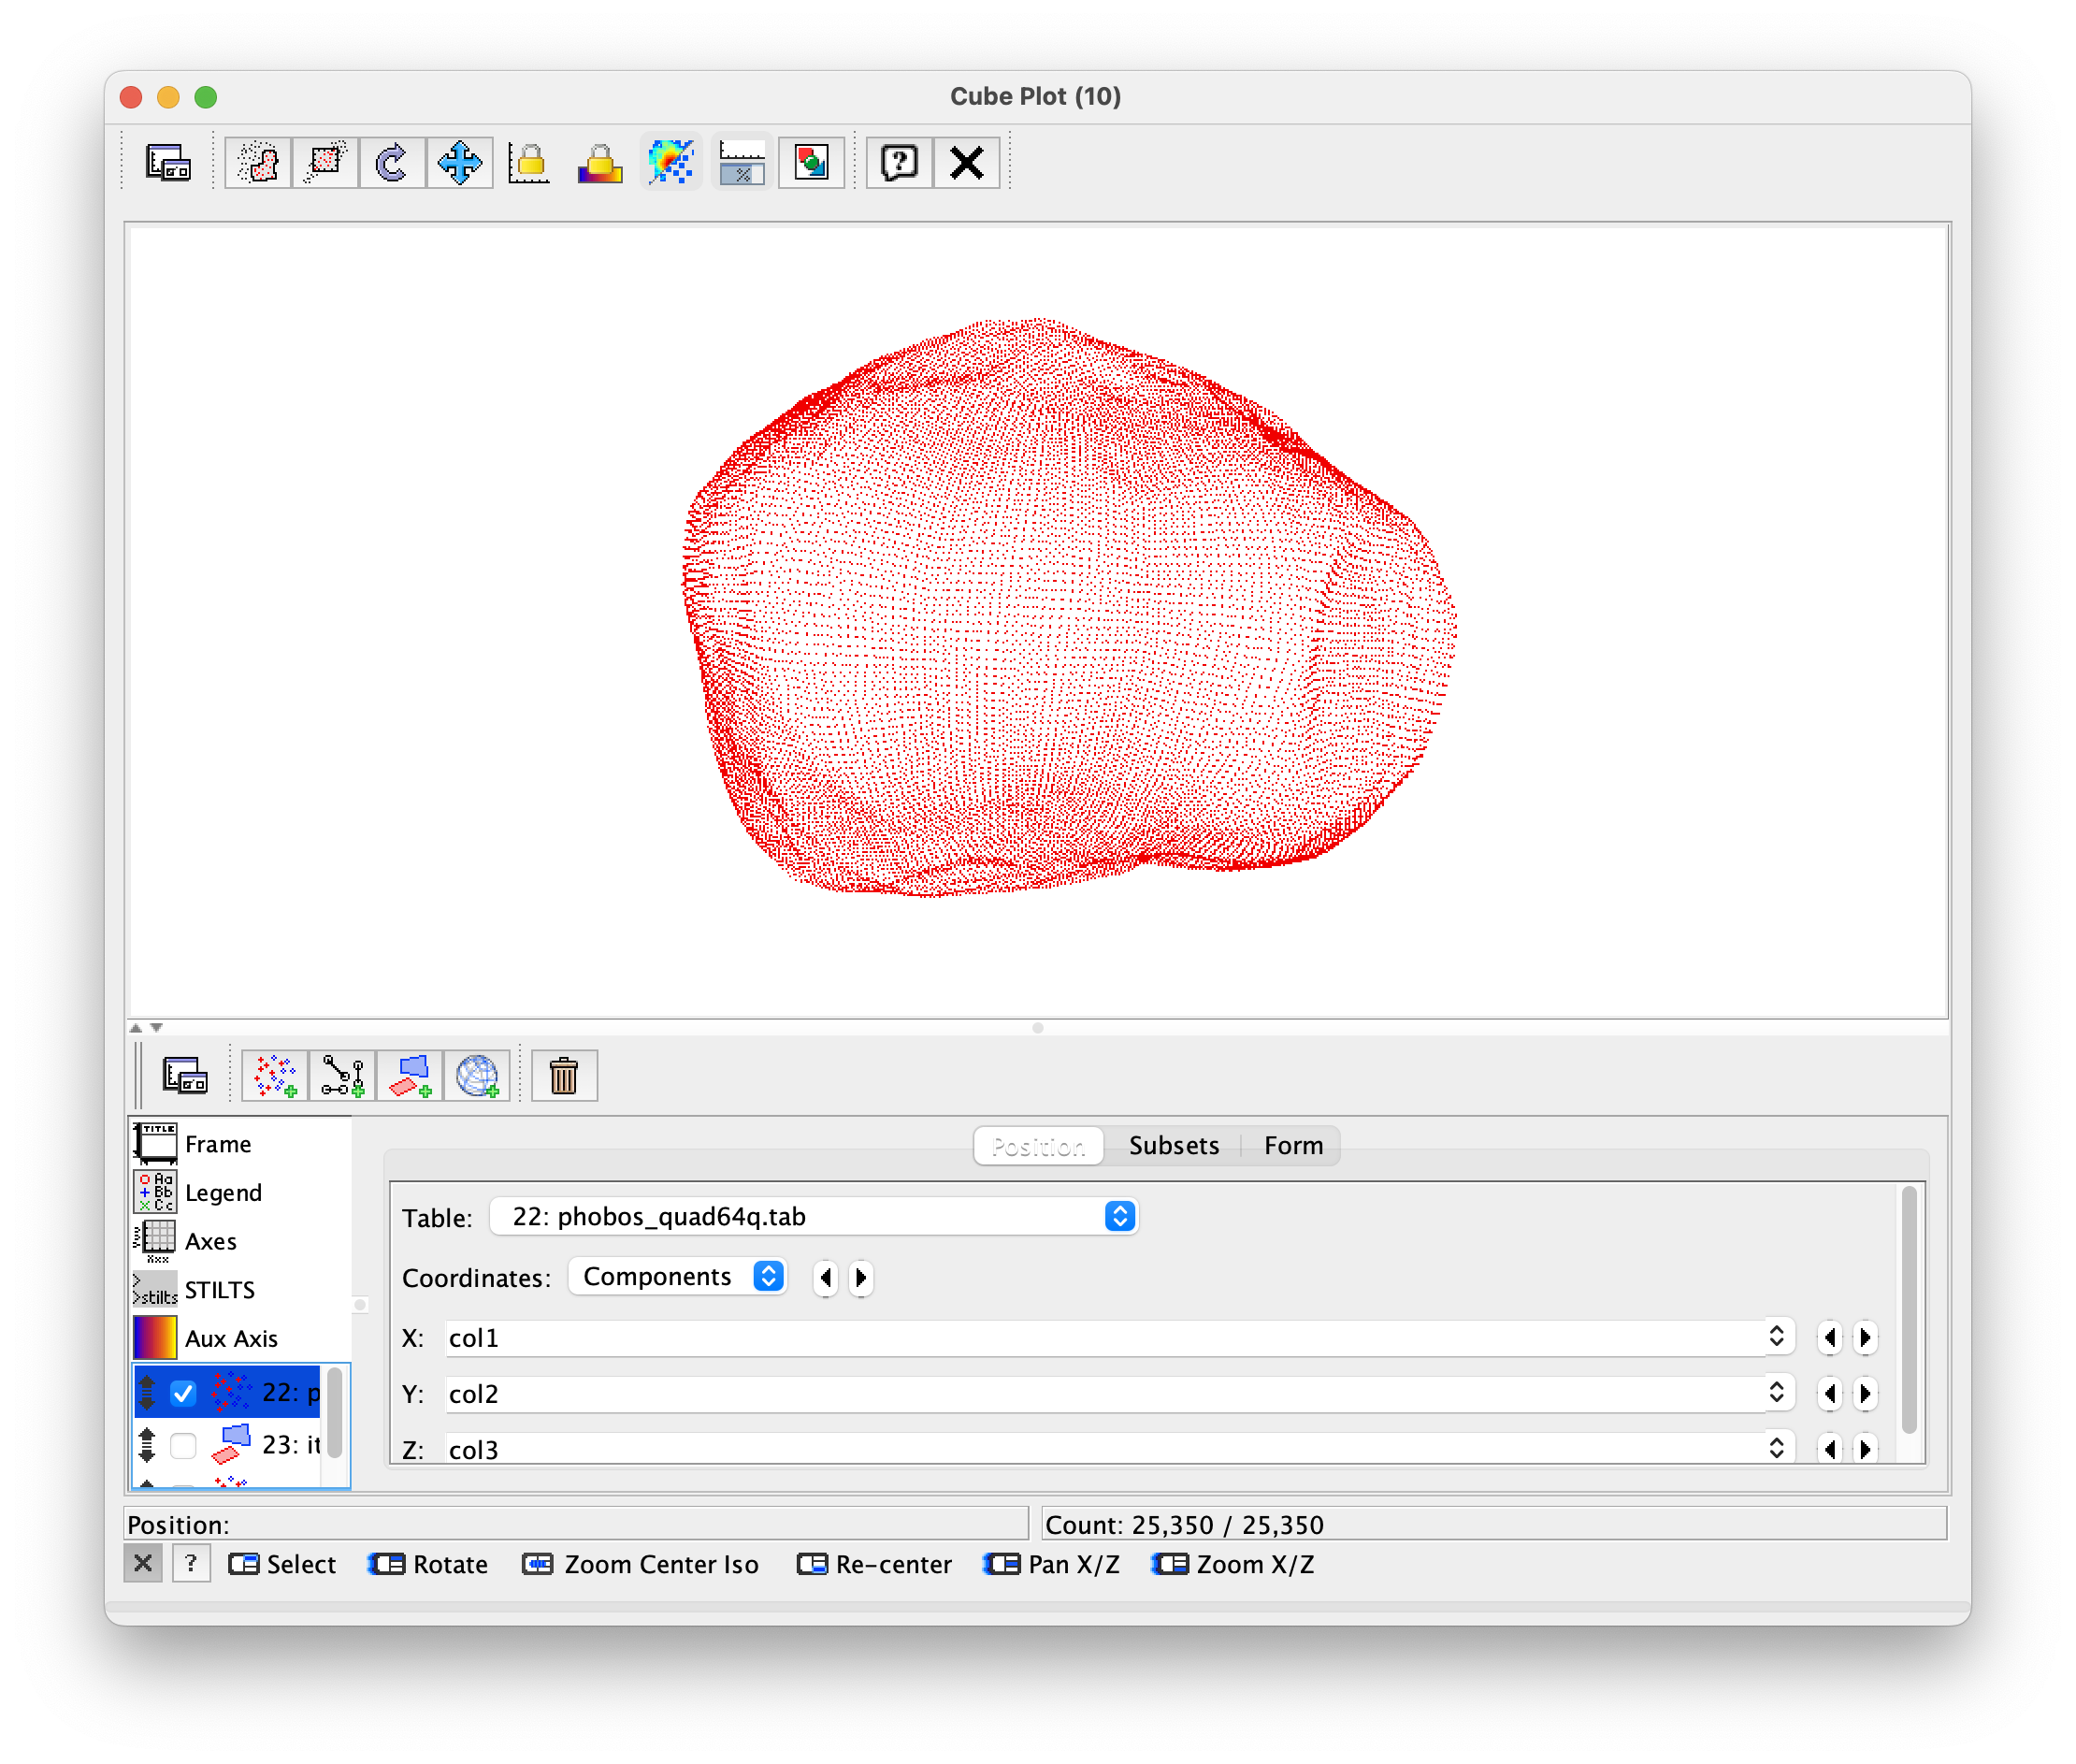 Cube Plot (10)
Frame
Legend
Axes
STILTS
Aux Axis
22: p
23: it
Position Subsets Form
Table: 22: phobos_quad64q.tab
Coordinates: Components
X: col1
Y: col2
Z: col3
Position:
Count: 25,350 / 25,350
Select Rotate Zoom Center Iso Re-center Pan X/Z Zoom X/Z